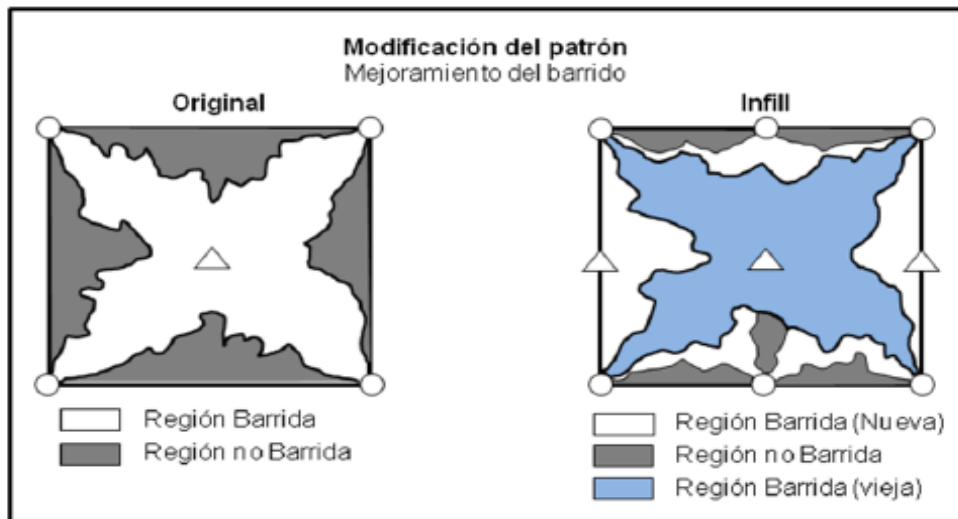 Modificación del patrón
Mejoramiento del barrido
Original
Infill
Región Barrida
Región no Barrida
Región Barrida (Nueva)
Región no Barrida
Región Barrida (vieja)